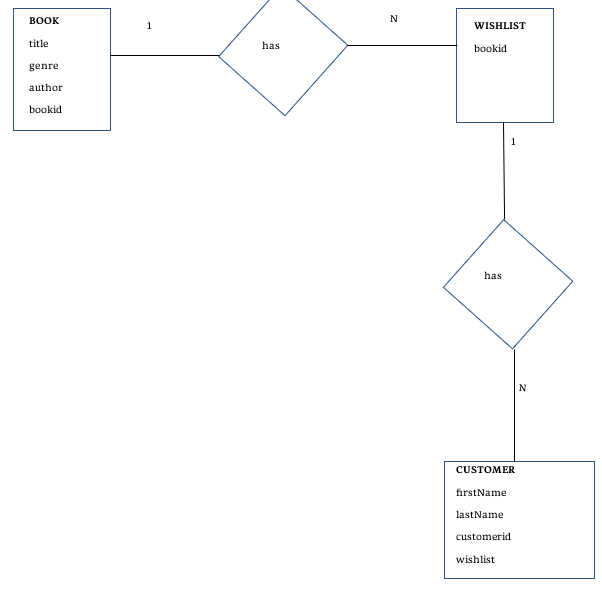 BOOK
title
genre
author
bookid
1
has
N
WISHLIST
bookid
1
has
N
CUSTOMER
firstName
lastName
customerid
wishlist